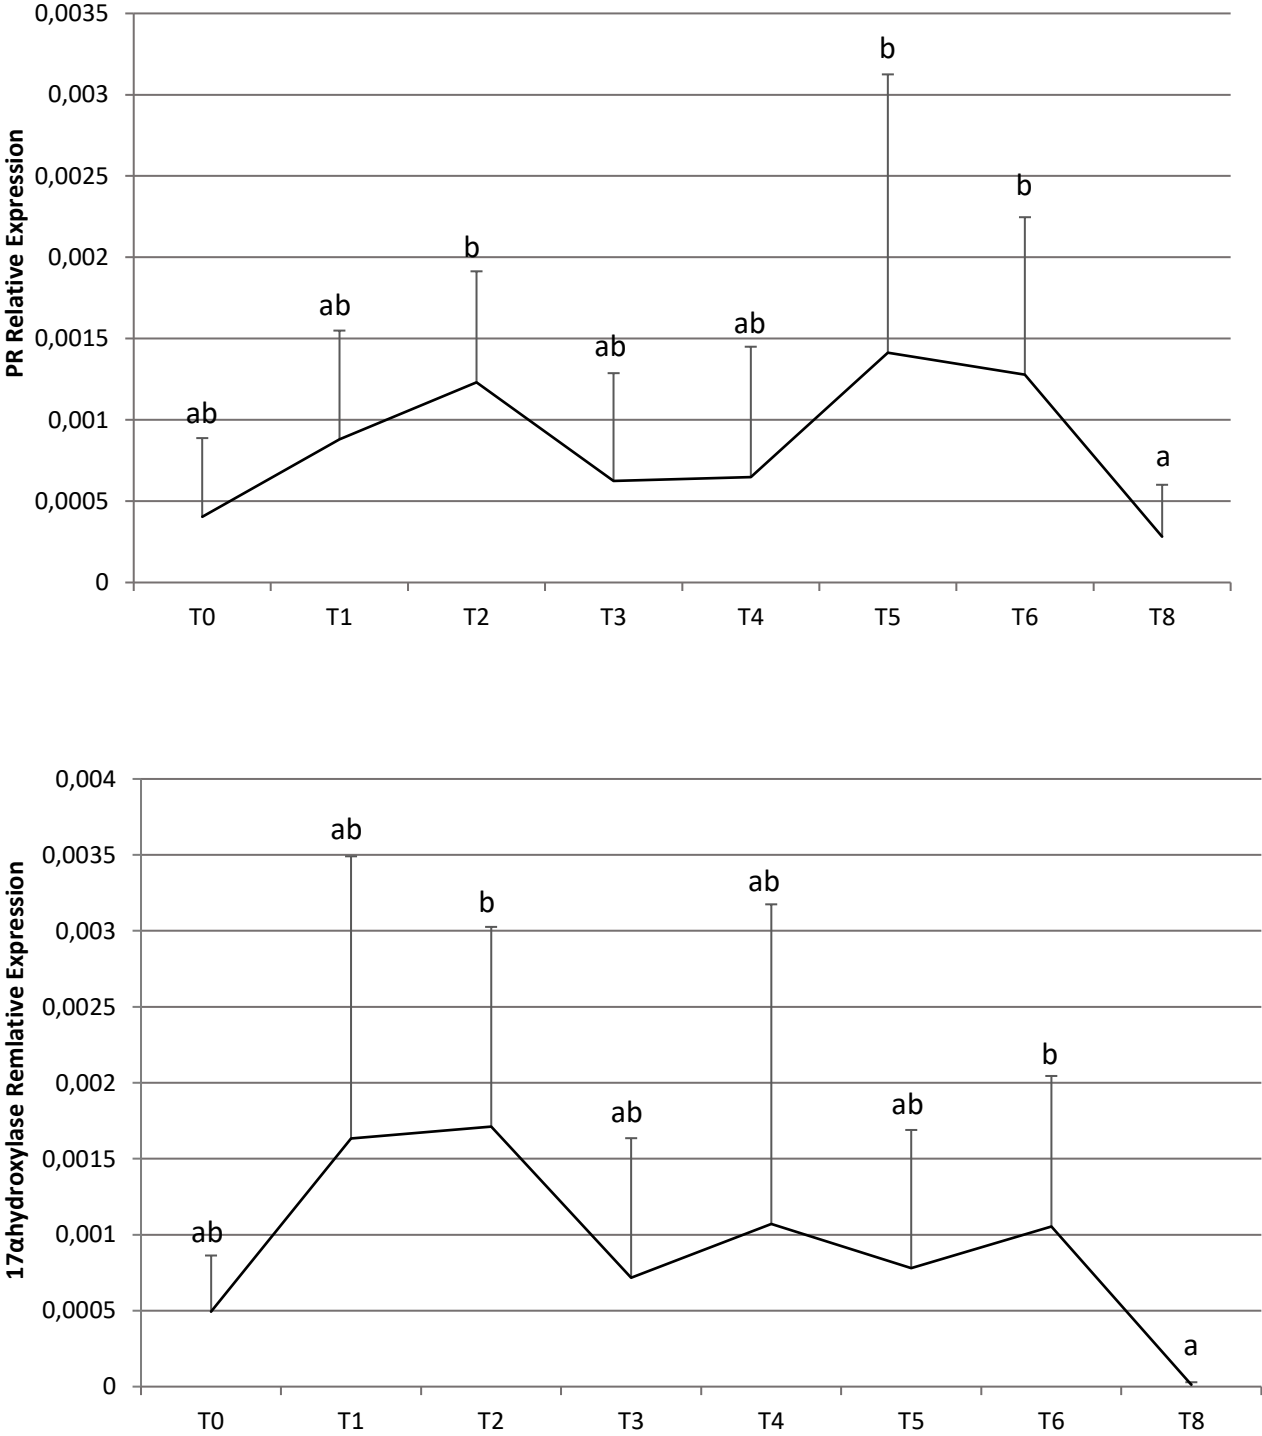 PR Relative Expression
0,0035
0,003
0,0025
0,002
0,0015
0,001
0,0005
0
ab
ab
b
ab
ab
b
b
a
T0 T1 T2 T3 T4 T5 T6 T8
17αhydroxylase Remlative Expression
0,004
0,0035
0,003
0,0025
0,002
0,0015
0,001
0,0005
0
ab
ab
b
ab
ab
ab
b
a
T0 T1 T2 T3 T4 T5 T6 T8